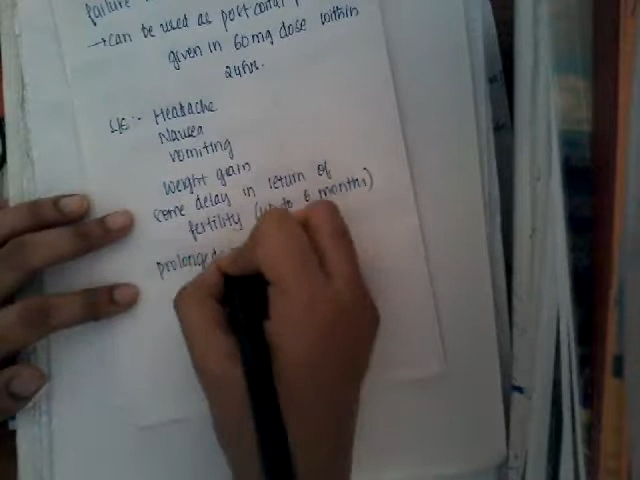 failure
→ can be used as post coital
given in 60mg dose within
24hrs.
S/E :- Headache
Nausea
vomiting
weight gain
some delay in return of
fertility (up to 6 months)
prolonged